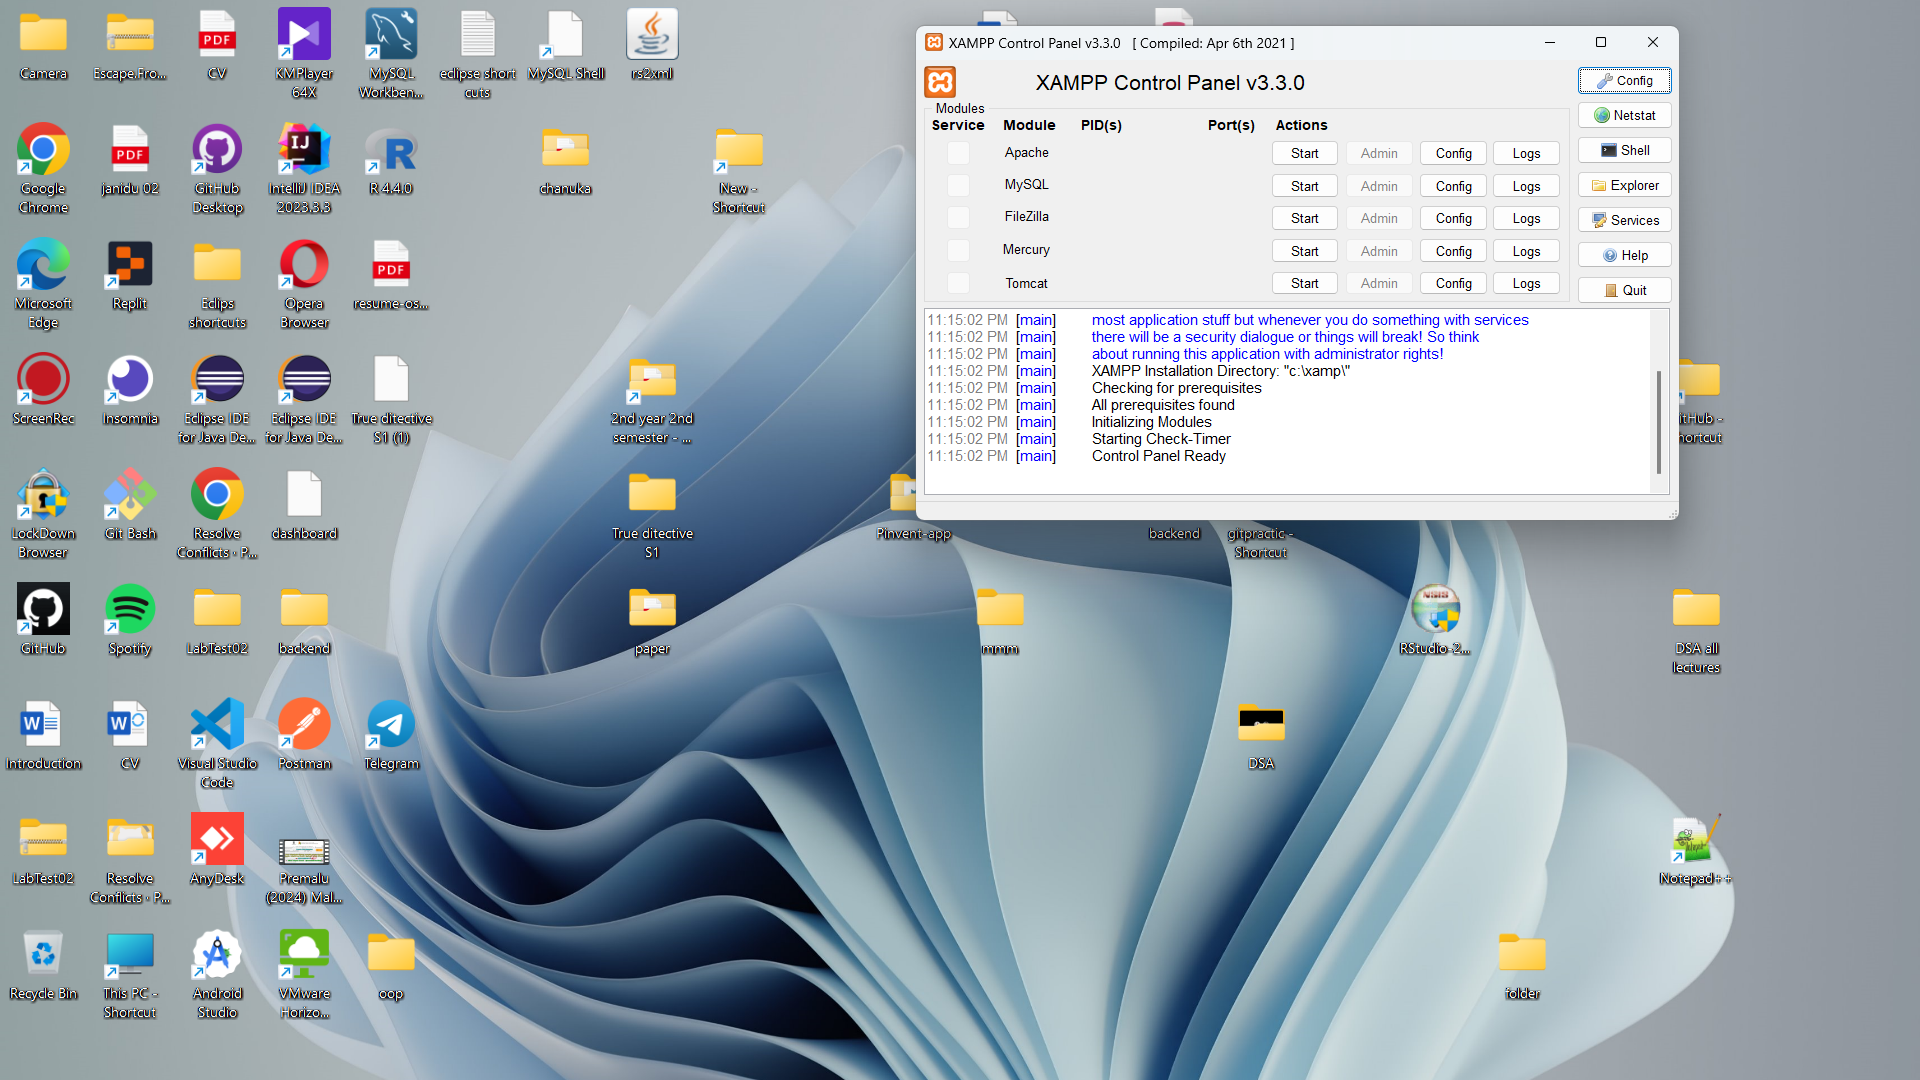 XAMPP Control Panel v3.3.0 [ Compiled: Apr 6th 2021 ]
XAMPP Control Panel v3.3.0
Config
Modules
Service Module PID(s) Port(s) Actions
Netstat
Apache Start Admin Config Logs
Shell
MySQL Start Admin Config Logs
Explorer
FileZilla Start Admin Config Logs
Services
Mercury Start Admin Config Logs
Help
Tomcat Start Admin Config Logs
Quit
11:15:02 PM [main] most application stuff but whenever you do something with services
11:15:02 PM [main] there will be a security dialogue or things will break! So think
11:15:02 PM [main] about running this application with administrator rights!
11:15:02 PM [main] XAMPP Installation Directory: "c:\xamp\"
11:15:02 PM [main] Checking for prerequisites
11:15:02 PM [main] All prerequisites found
11:15:02 PM [main] Initializing Modules
11:15:02 PM [main] Starting Check-Timer
11:15:02 PM [main] Control Panel Ready
Camera
Escape.Fro...
PDF
CV
KMPlayer
64X
MySQL
Workben...
eclipse short
cuts
MySQL Shell
rs2xml
Google
Chrome
PDF
janidu 02
GitHub
Desktop
IJ
IntelliJ IDEA
2023.3.3
R
R 4.4.0
chanuka
New -
Shortcut
Microsoft
Edge
Replit
Eclips
shortcuts
Opera
Browser
PDF
resume-os...
ScreenRec
Insomnia
Eclipse IDE
for Java De...
Eclipse IDE
for Java De...
True ditective
S1 (1)
2nd year 2nd
semester - ...
itHub -
hortcut
LockDown
Browser
Git Bash
Resolve
Conflicts · P...
dashboard
True ditective
S1
Pinvent-app
backend
gitpractic -
Shortcut
GitHub
Spotify
LabTest02
backend
paper
mmm
NSIS
RStudio-2...
DSA all
lectures
W
Introduction
W
CV
Visual Studio
Code
Postman
Telegram
DSA
LabTest02
Resolve
Conflicts · P...
AnyDesk
Premalu
(2024) Mal...
Notepad++
Recycle Bin
This PC -
Shortcut
Android
Studio
VMware
Horizo...
oop
folder